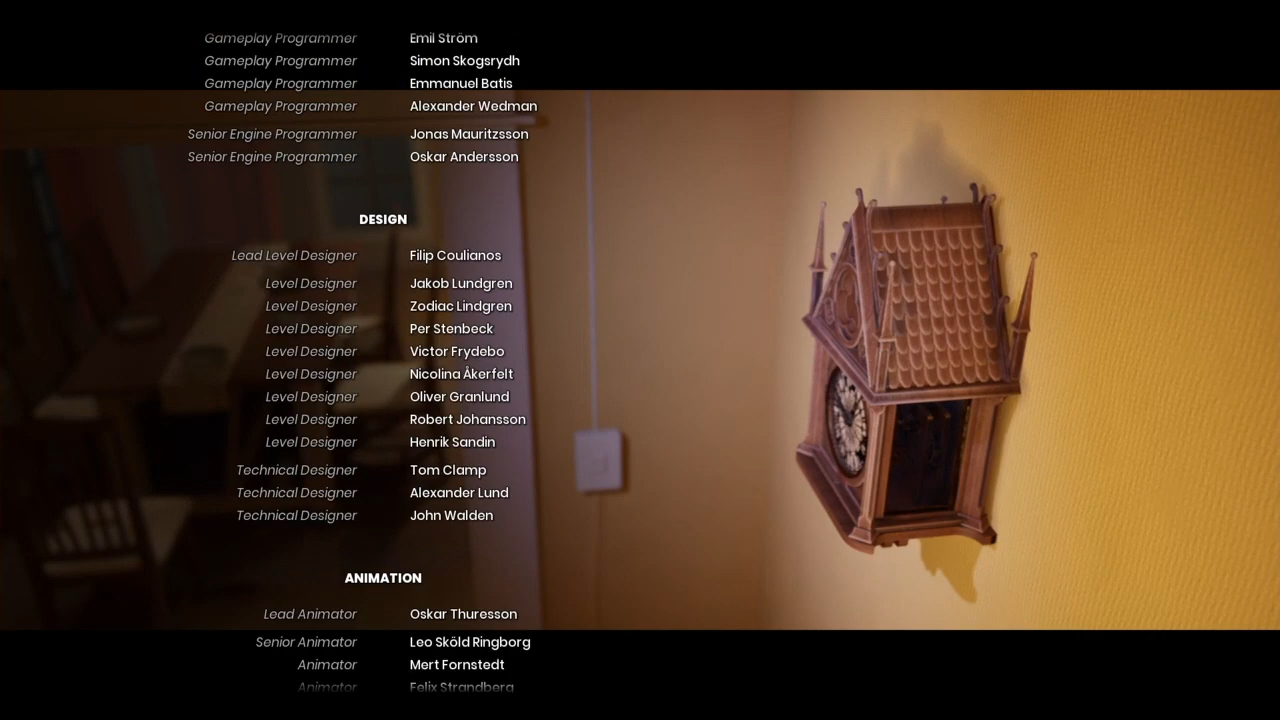 Gameplay Programmer Emil Ström
Gameplay Programmer Simon Skogsrydh
Gameplay Programmer Emmanuel Batis
Gameplay Programmer Alexander Wedman
Senior Engine Programmer Jonas Mauritzsson
Senior Engine Programmer Oskar Andersson
DESIGN
Lead Level Designer Filip Coulianos
Level Designer Jakob Lundgren
Level Designer Zodiac Lindgren
Level Designer Per Stenbeck
Level Designer Victor Frydebo
Level Designer Nicolina Åkerfelt
Level Designer Oliver Granlund
Level Designer Robert Johansson
Level Designer Henrik Sandin
Technical Designer Tom Clamp
Technical Designer Alexander Lund
Technical Designer John Walden
ANIMATION
Lead Animator Oskar Thuresson
Senior Animator Leo Sköld Ringborg
Animator Mert Fornstedt
Animator Felix Strandberg